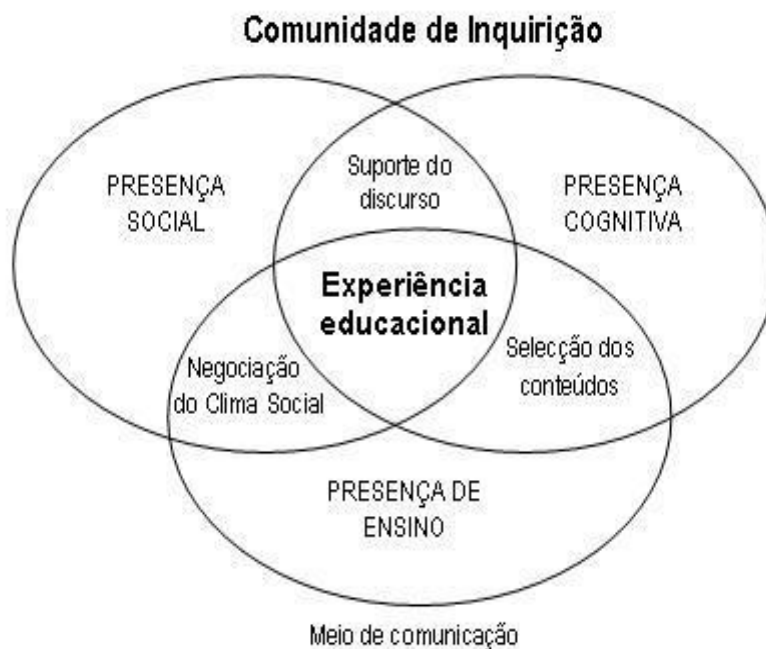 Comunidade de Inquirição
Suporte do
discurso
PRESENÇA
SOCIAL
PRESENÇA
COGNITIVA
Experiência
educacional
Negociação
do Clima Social
Selecção dos
conteúdos
PRESENÇA DE
ENSINO
Meio de comunicação